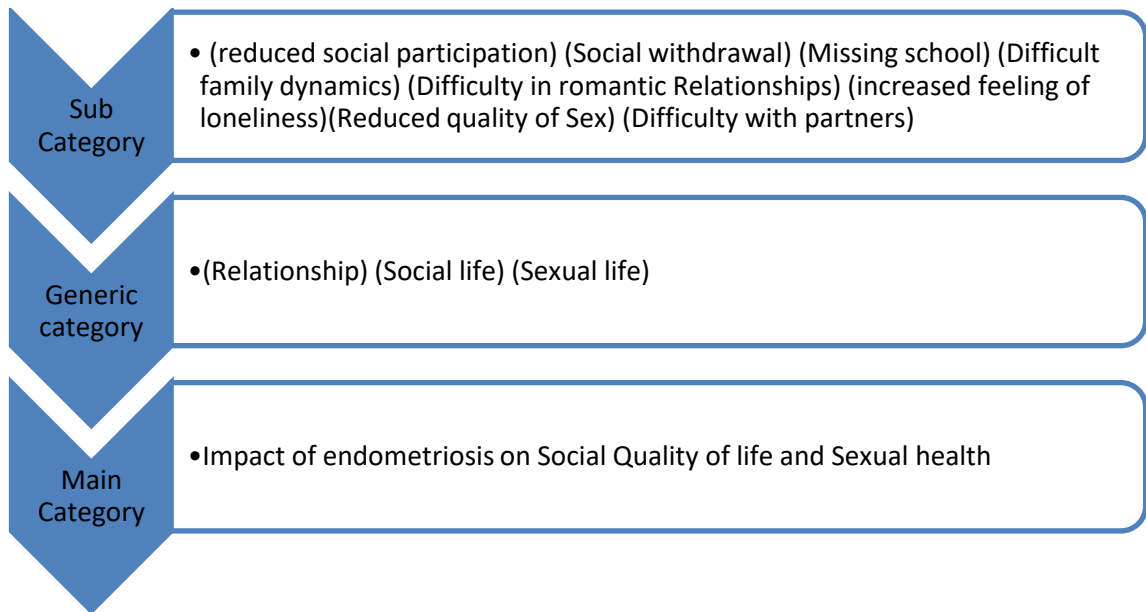 Sub
Category
• (reduced social participation) (Social withdrawal) (Missing school) (Difficult
family dynamics) (Difficulty in romantic Relationships) (increased feeling of
loneliness)(Reduced quality of Sex) (Difficulty with partners)
Generic
category
•(Relationship) (Social life) (Sexual life)
Main
Category
•Impact of endometriosis on Social Quality of life and Sexual health